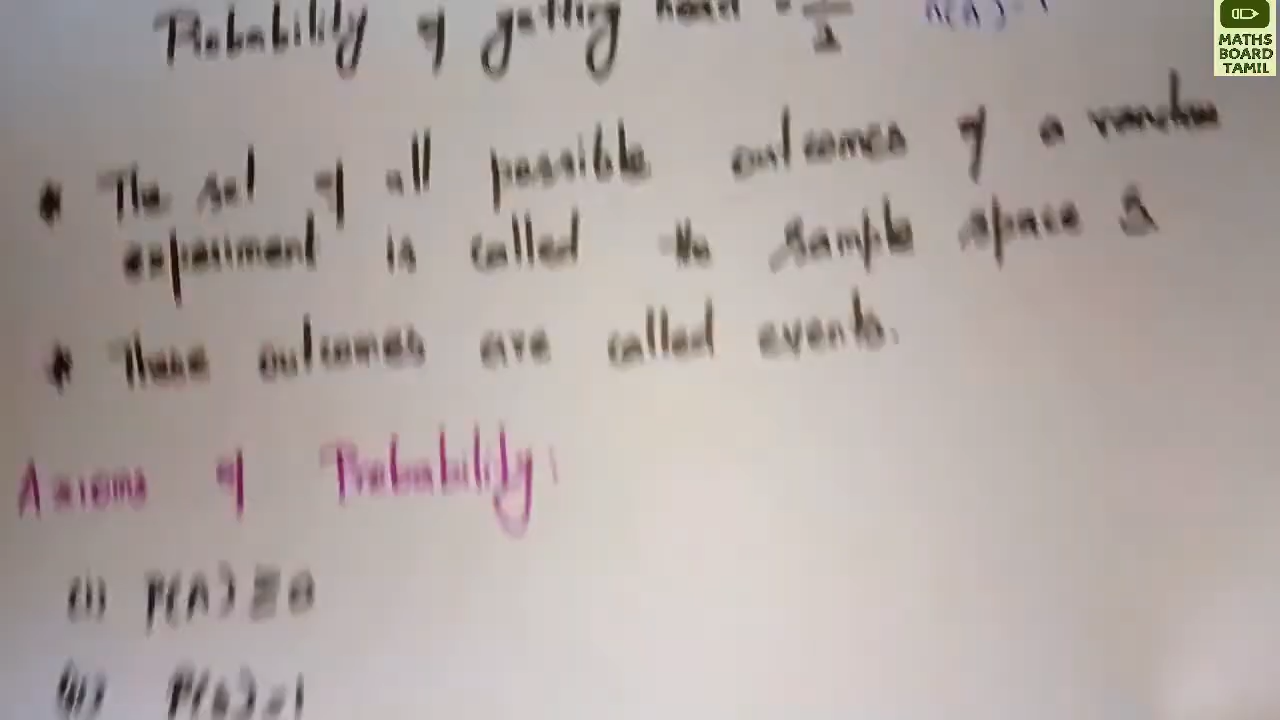 Probability of getting head = 1/2 n(A) = 1
MATHS
BOARD
TAMIL
* The set of all possible outcomes of a random
experiment is called the sample space S
* These outcomes are called events.
Axioms of Probability:
(i) P(A) ≥ 0
(ii) P(S) = 1